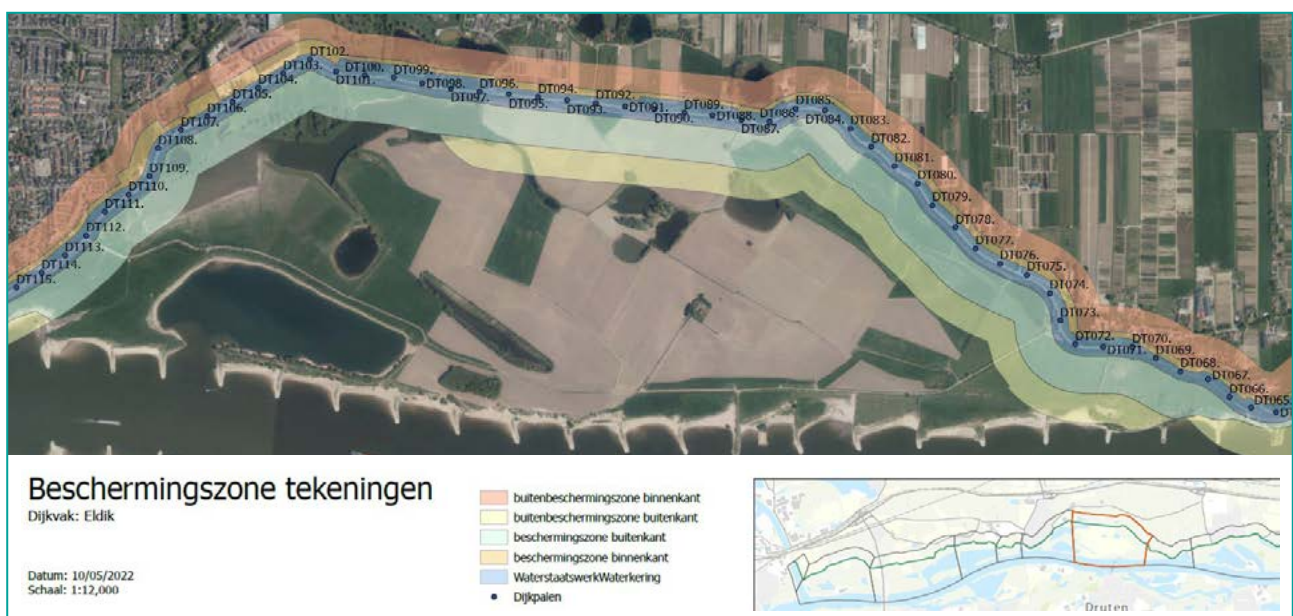 DT102.
DT103.
DT100.
DT101.
DT099.
DT104.
DT098.
DT096.
DT097.
DT094.
DT095.
DT105.
DT092.
DT093.
DT091.
DT089.
DT090.
DT088.
DT086.
DT087.
DT085.
DT084.
DT083.
DT106.
DT107.
DT082.
DT108.
DT081.
DT109.
DT080.
DT110.
DT079.
DT111.
DT078.
DT112.
DT077.
DT113.
DT076.
DT114.
DT075.
DT115.
DT074.
DT073.
DT072.
DT070.
DT071.
DT069.
DT068.
DT067.
DT066.
DT065.
Beschermingszone tekeningen
Dijkvak: Eldik
Datum: 10/05/2022
Schaal: 1:12,000
buitenbeschermingszone binnenkant
buitenbeschermingszone buitenkant
beschermingszone buitenkant
beschermingszone binnenkant
WaterstaatswerkWaterkering
Dijkpalen
Druten